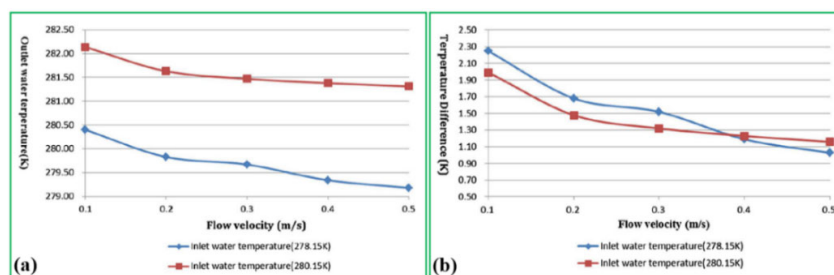 Outlet water terperature(K)
282.50
282.00
281.50
281.00
280.50
280.00
279.50
279.00
0.1 0.2 0.3 0.4 0.5
Flow velocity (m/s)
Inlet water temperature(278.15K)
Inlet water temperature(280.15K)
(a)
Terperature Difference (K)
2.50
2.30
2.10
1.90
1.70
1.50
1.30
1.10
0.90
0.70
0.50
0.1 0.2 0.3 0.4 0.5
Flow velocity (m/s)
Inlet water temperature(278.15K)
Inlet water temperature(280.15K)
(b)